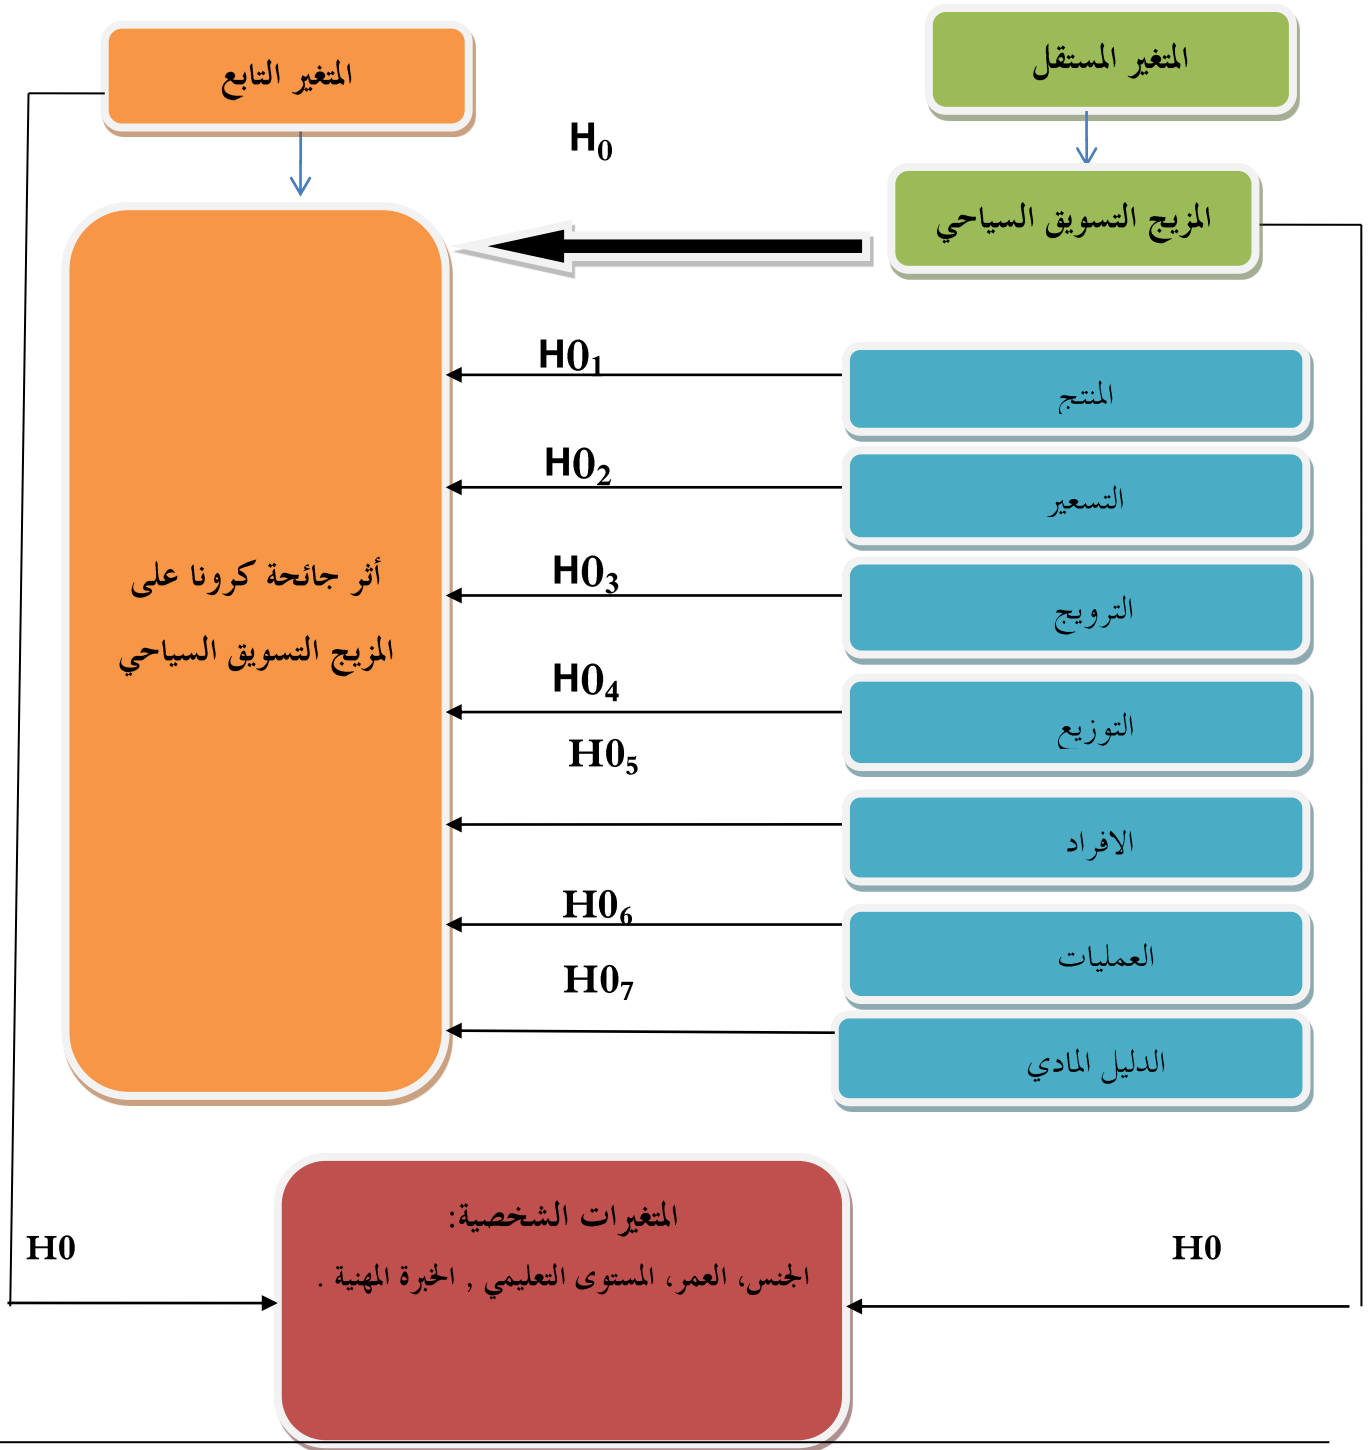 المتغير المستقل
المتغير التابع
H₀
المزيج التسويق السياحي
H0₁
المنتج
H0₂
التسعير
H0₃
الترويج
أثر جائحة كرونا على
المزيج التسويق السياحي
H0₄
التوزيع
H0₅
الافراد
H0₆
العمليات
H0₇
الدليل المادي
المتغيرات الشخصية:
الجنس، العمر، المستوى التعليمي , الخبرة المهنية .
H0
H0